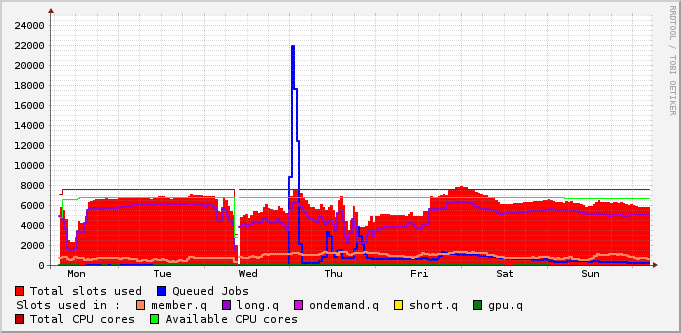 24000
22000
20000
18000
16000
14000
12000
10000
8000
6000
4000
2000
0
Mon Tue Wed Thu Fri Sat Sun
RRDTOOL / TOBI OETIKER
Total slots used Queued Jobs
Slots used in : member.q long.q ondemand.q short.q gpu.q
Total CPU cores Available CPU cores